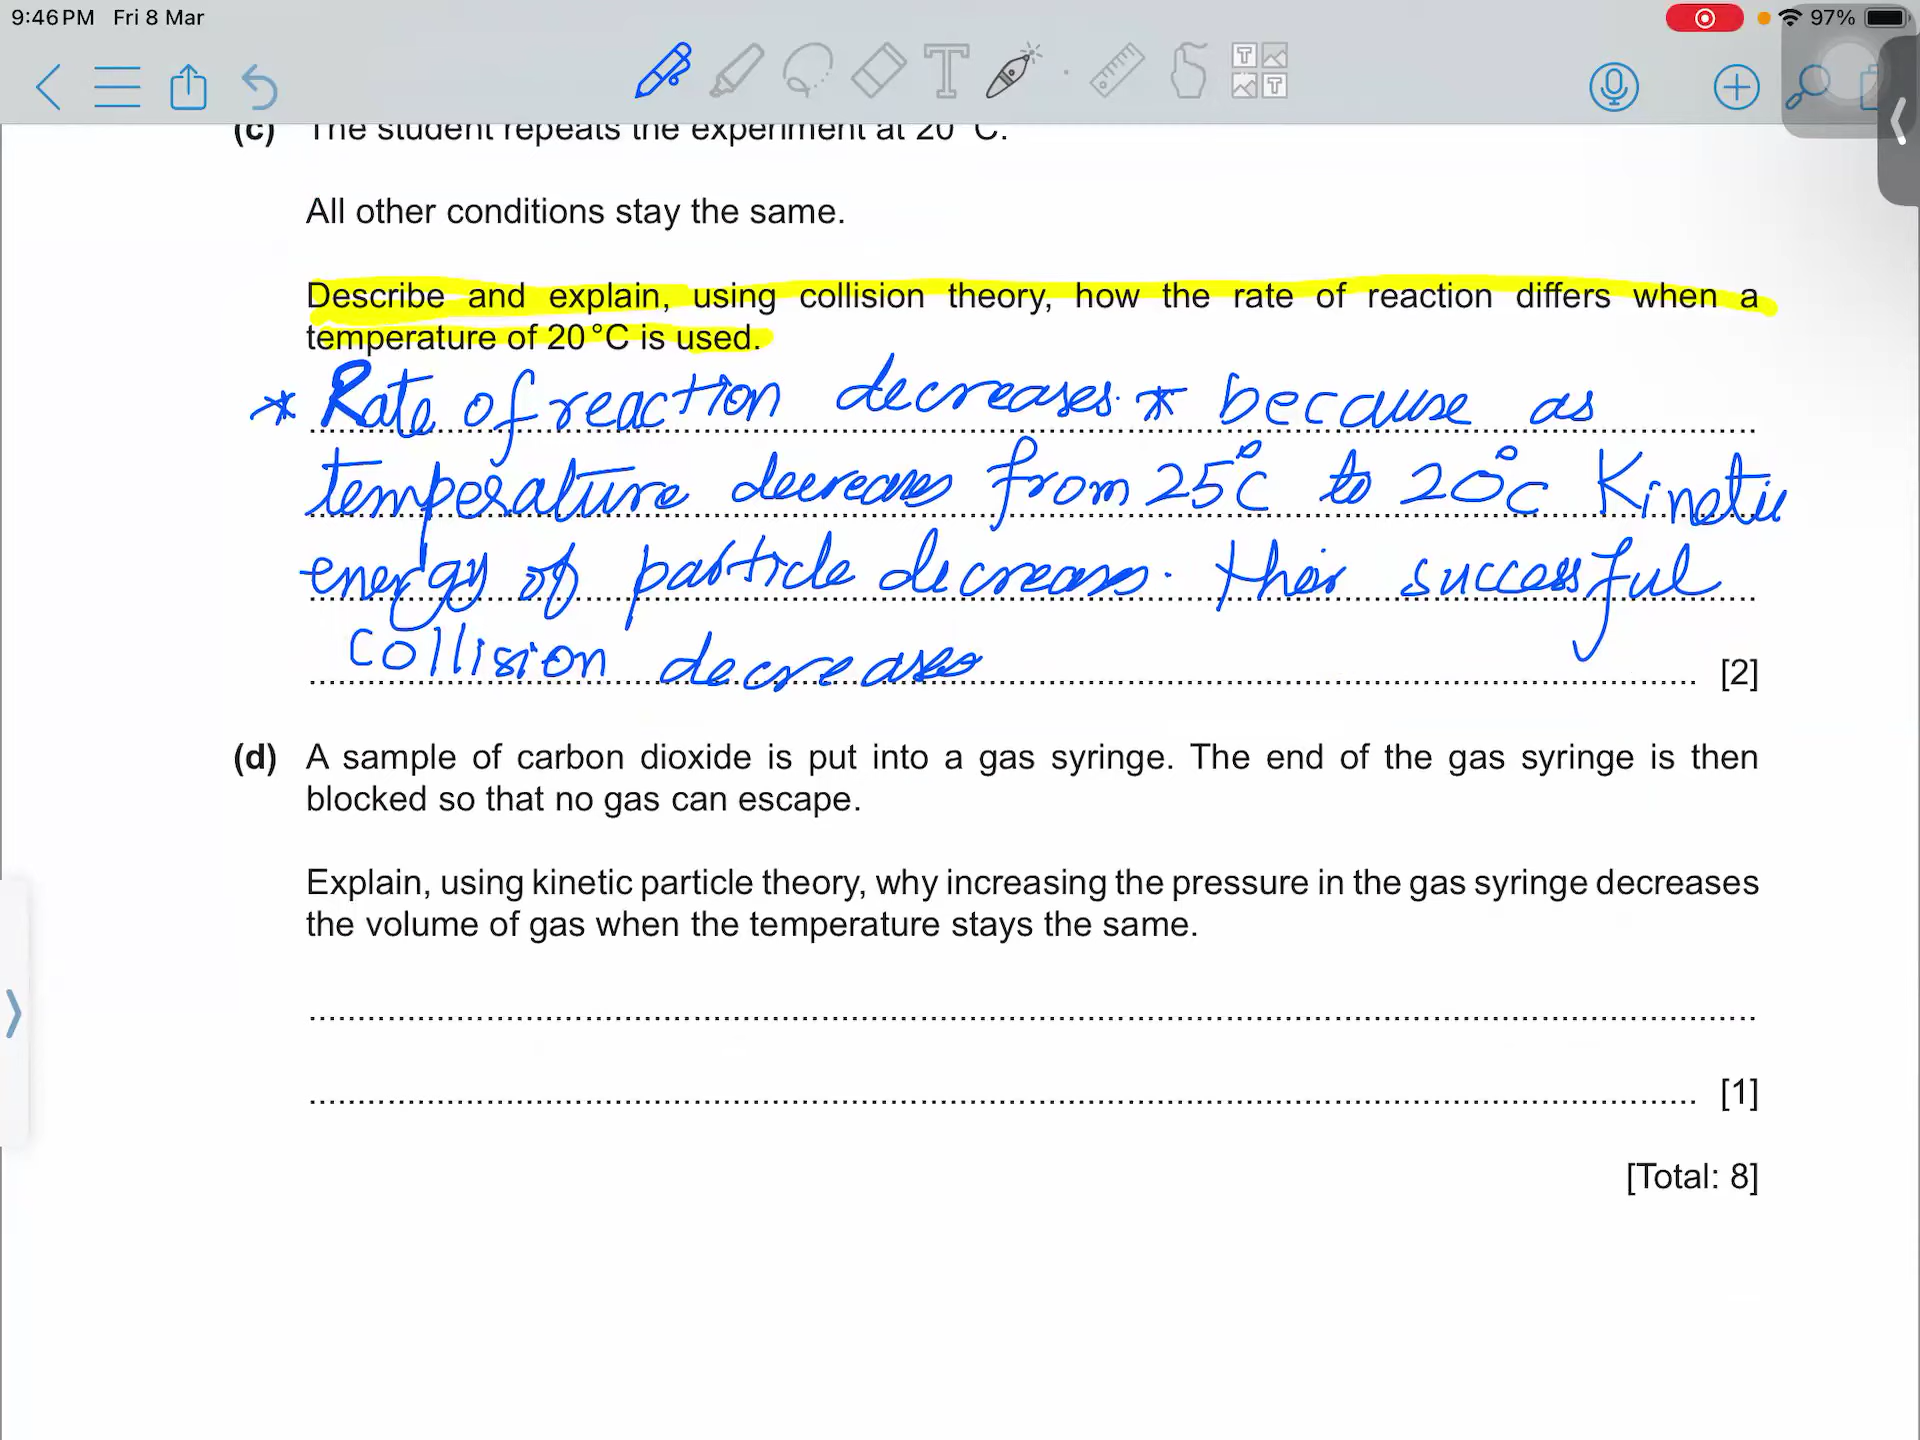 9:46 PM Fri 8 Mar
97%
(c) The student repeats the experiment at 20 °C.
All other conditions stay the same.
Describe and explain, using collision theory, how the rate of reaction differs when a
temperature of 20 °C is used.
* Rate of reaction decreases. * because as
temperature decreases from 25°C to 20°C Kinetic
energy of particle decreases. their successful
collision decreases
[2]
(d) A sample of carbon dioxide is put into a gas syringe. The end of the gas syringe is then
blocked so that no gas can escape.
Explain, using kinetic particle theory, why increasing the pressure in the gas syringe decreases
the volume of gas when the temperature stays the same.
[1]
[Total: 8]